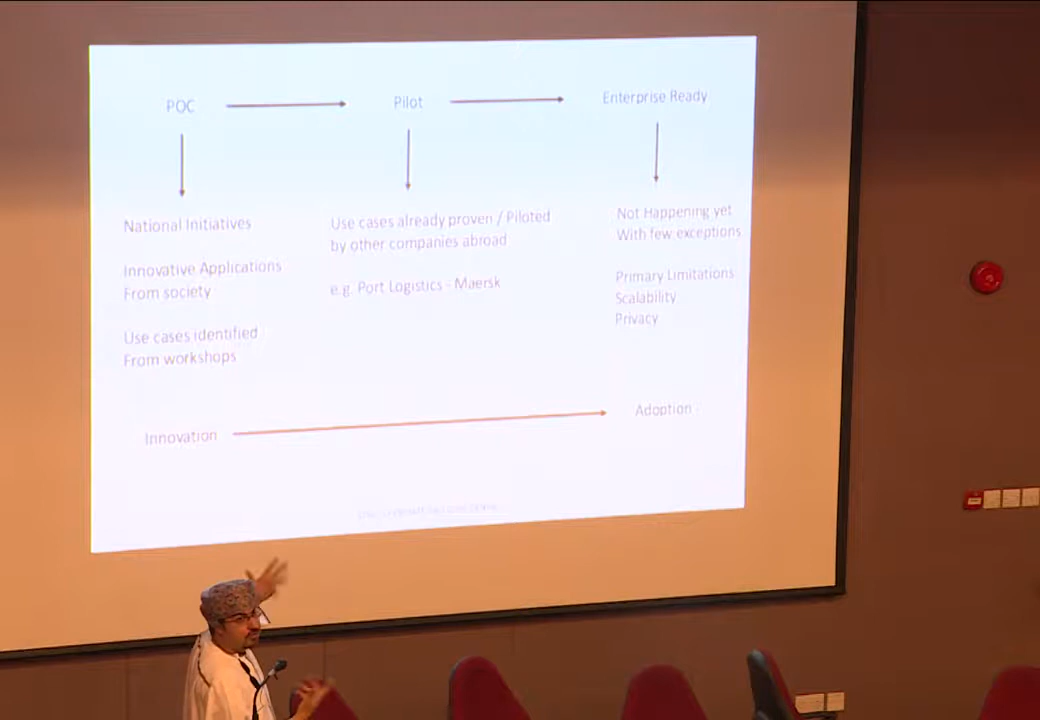 POC
Pilot
Enterprise Ready
National Initiatives
Innovative Applications
From society
Use cases identified
From workshops
Use cases already proven / Piloted
by other companies abroad
e.g. Port Logistics - Maersk
Not Happening yet
With few exceptions
Primary Limitations
Scalability
Privacy
Innovation
Adoption